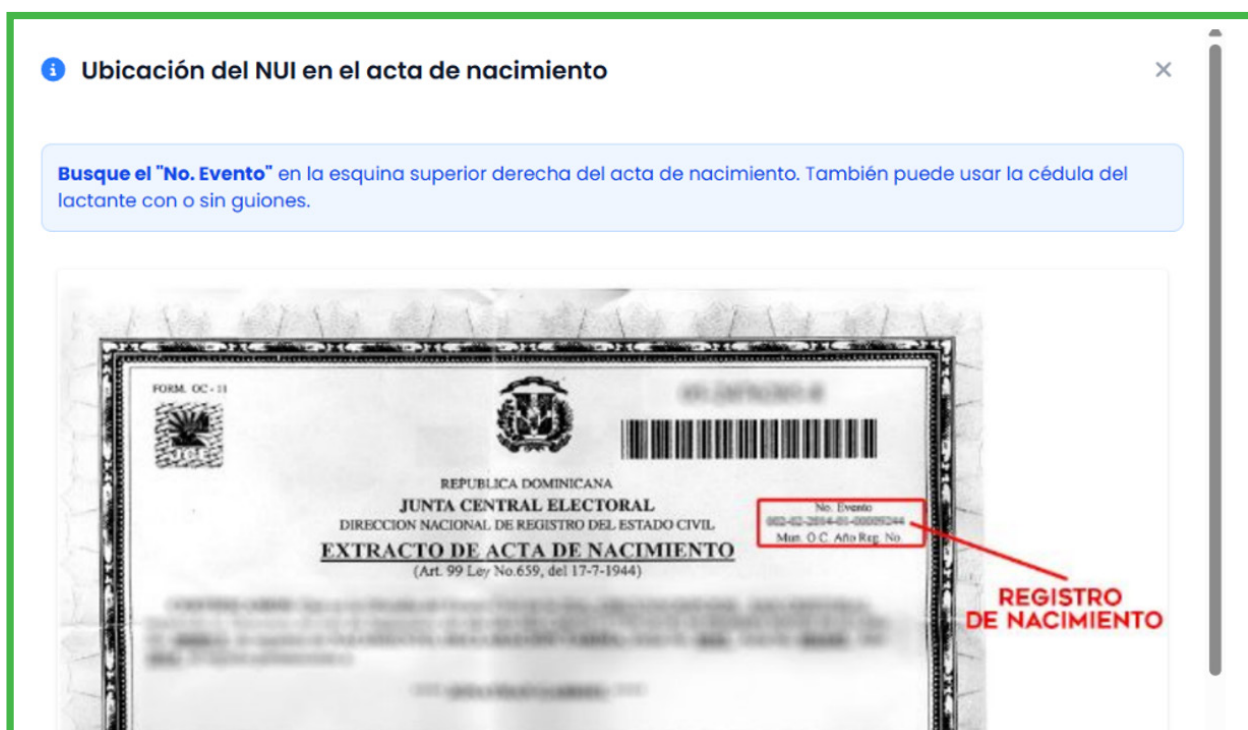 Ubicación del NUI en el acta de nacimiento
Busque el "No. Evento" en la esquina superior derecha del acta de nacimiento. También puede usar la cédula del
lactante con o sin guiones.
FORM. OC - 11
JCE
REPUBLICA DOMINICANA
JUNTA CENTRAL ELECTORAL
DIRECCION NACIONAL DE REGISTRO DEL ESTADO CIVIL
EXTRACTO DE ACTA DE NACIMIENTO
(Art. 99 Ley No.659, del 17-7-1944)
No. Evento
Mun. O.C. Año Reg. No.
REGISTRO
DE NACIMIENTO